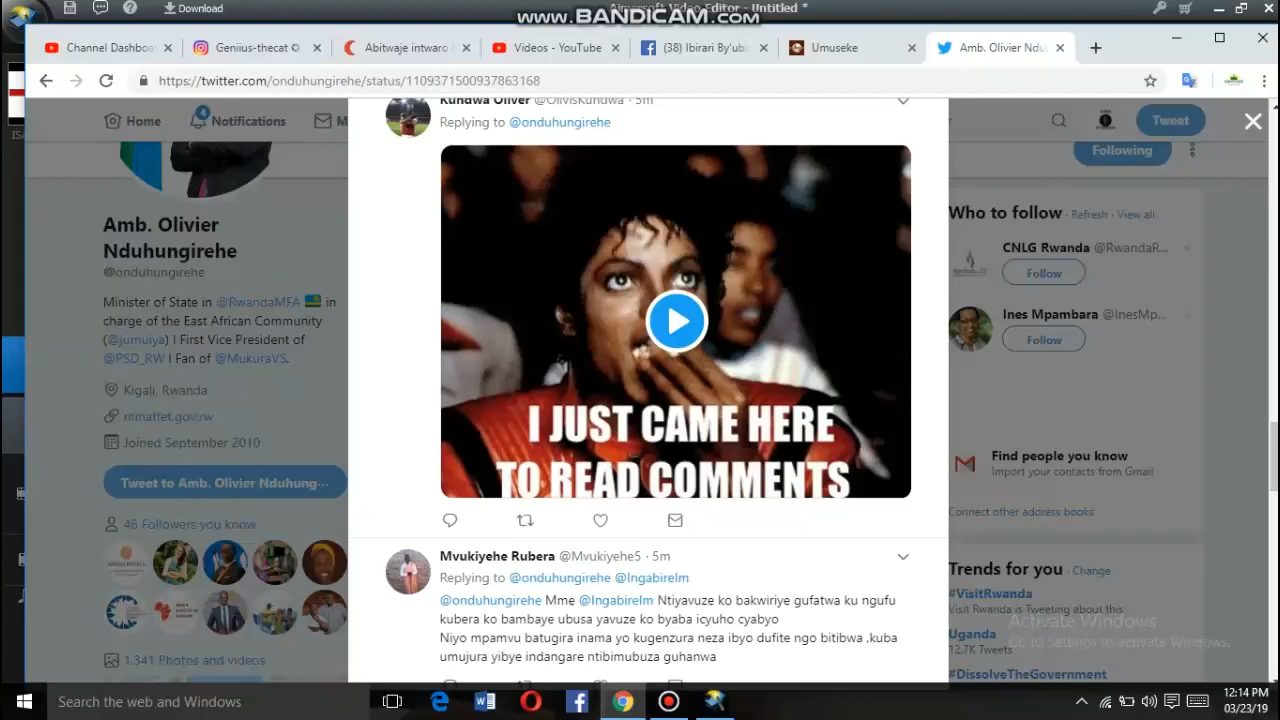 Download
Aimersoft Video Editor - Untitled *
www.BANDICAM.com
Channel Dashboa
Geniius-thecat
Abitwaje intwaro
Videos - YouTube
(38) Ibirari By'ub
Umuseke
Amb. Olivier Ndu
https://twitter.com/onduhungirehe/status/1109371500937863168
Home
4
Notifications
M
Tweet
Kundwa Oliver @OlivisKundwa · 5m
Replying to @onduhungirehe
Following
I JUST CAME HERE
TO READ COMMENTS
Amb. Olivier
Nduhungirehe
@onduhungirehe
Minister of State in @RwandaMFA in
charge of the East African Community
(@jumuiya) I First Vice President of
@PSD_RW I Fan of @MukuraVS.
Kigali, Rwanda
minaffet.gov.rw
Joined September 2010
Tweet to Amb. Olivier Nduhung...
46 Followers you know
1,341 Photos and videos
Mvukiyehe Rubera @Mvukiyehe5 · 5m
Replying to @onduhungirehe @IngabireIm
@onduhungirehe Mme @IngabireIm Ntiyavuze ko bakwiriye gufatwa ku ngufu
kubera ko bambaye ubusa yavuze ko byaba icyuho cyabyo
Niyo mpamvu batugira inama yo kugenzura neza ibyo dufite ngo bitibwa ,kuba
umujura yibye indangare ntibimubuza guhanwa
Who to follow · Refresh · View all
CNLG Rwanda @RwandaR...
Follow
Ines Mpambara @InesMp...
Follow
Find people you know
Import your contacts from Gmail
Connect other address books
Trends for you · Change
#VisitRwanda
Visit Rwanda is Tweeting about this
Uganda
12.7K Tweets
#DissolveTheGovernment
Activate Windows
Go to Settings to activate Windows.
Search the web and Windows
12:14 PM
03/23/19